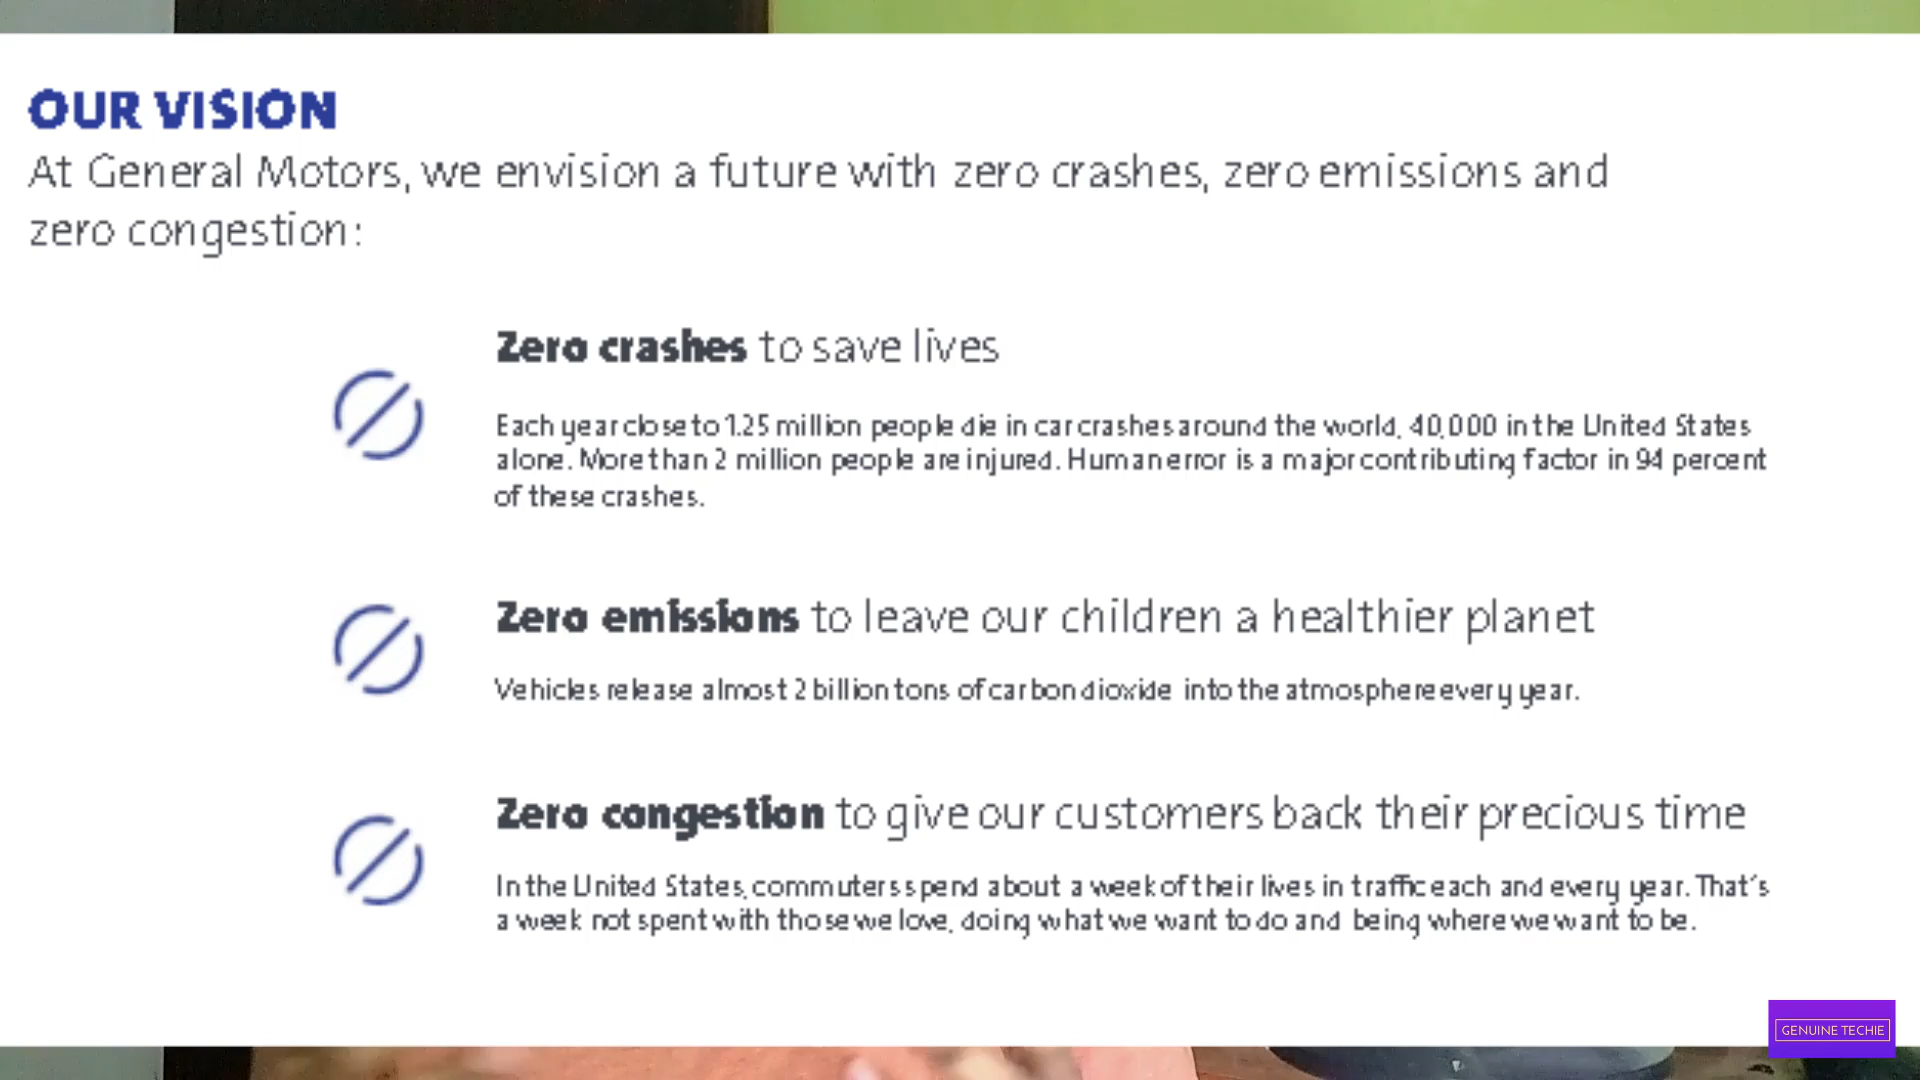 OUR VISION
At General Motors, we envision a future with zero crashes, zero emissions and
zero congestion:
Zero crashes to save lives
Each year close to 1.25 million people die in car crashes around the world, 40,000 in the United States
alone. More than 2 million people are injured. Human error is a major contributing factor in 94 percent
of these crashes.
Zero emissions to leave our children a healthier planet
Vehicles release almost 2 billion tons of carbon dioxide into the atmosphere every year.
Zero congestion to give our customers back their precious time
In the United States, commuters spend about a week of their lives in traffic each and every year. That's
a week not spent with those we love, doing what we want to do and being where we want to be.
GENUINE TECHIE